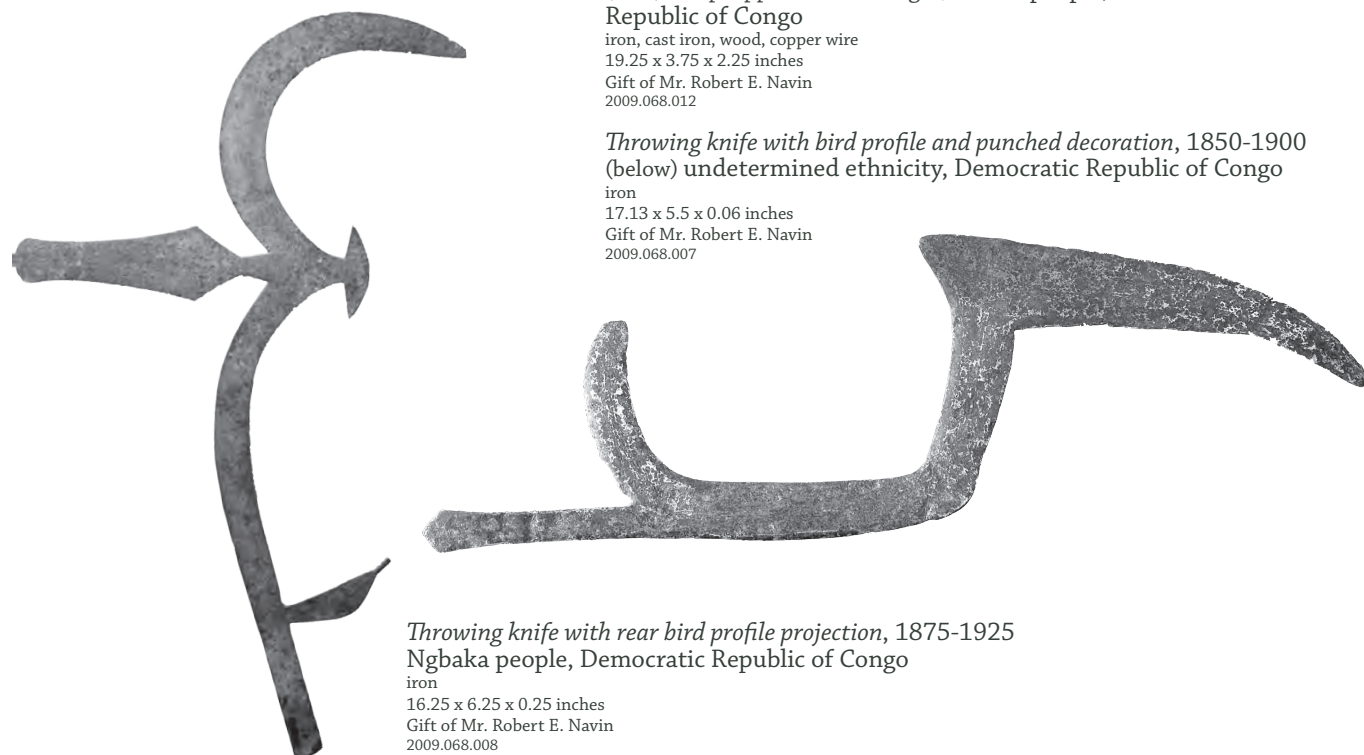 Republic of Congo
iron, cast iron, wood, copper wire
19.25 x 3.75 x 2.25 inches
Gift of Mr. Robert E. Navin
2009.068.012
Throwing knife with bird profile and punched decoration, 1850-1900
(below) undetermined ethnicity, Democratic Republic of Congo
iron
17.13 x 5.5 x 0.06 inches
Gift of Mr. Robert E. Navin
2009.068.007
Throwing knife with rear bird profile projection, 1875-1925
Ngbaka people, Democratic Republic of Congo
iron
16.25 x 6.25 x 0.25 inches
Gift of Mr. Robert E. Navin
2009.068.008